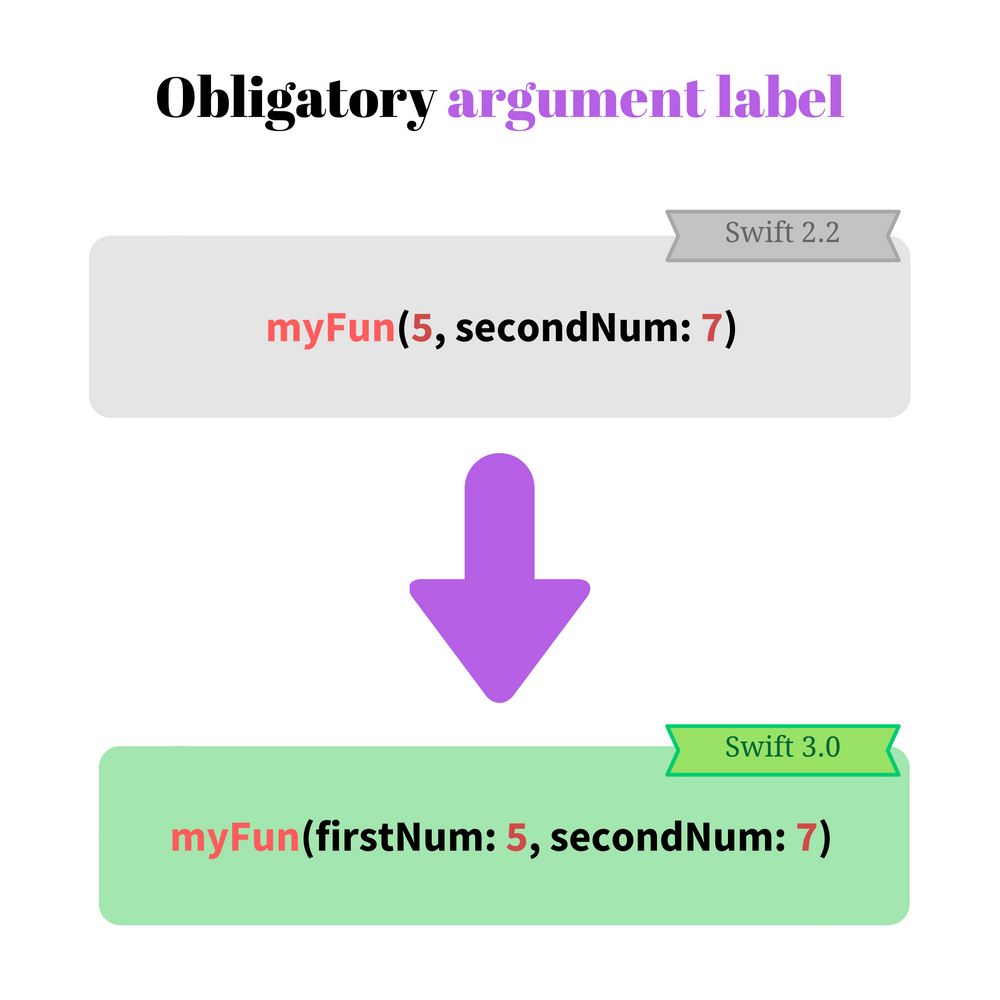 Obligatory argument label
Swift 2.2
myFun(5, secondNum: 7)
Swift 3.0
myFun(firstNum: 5, secondNum: 7)